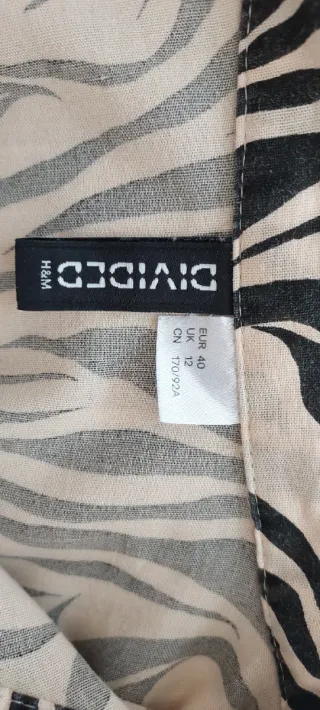 DIVIDED
H&M
EUR 40
UK 12
CN 170/92A